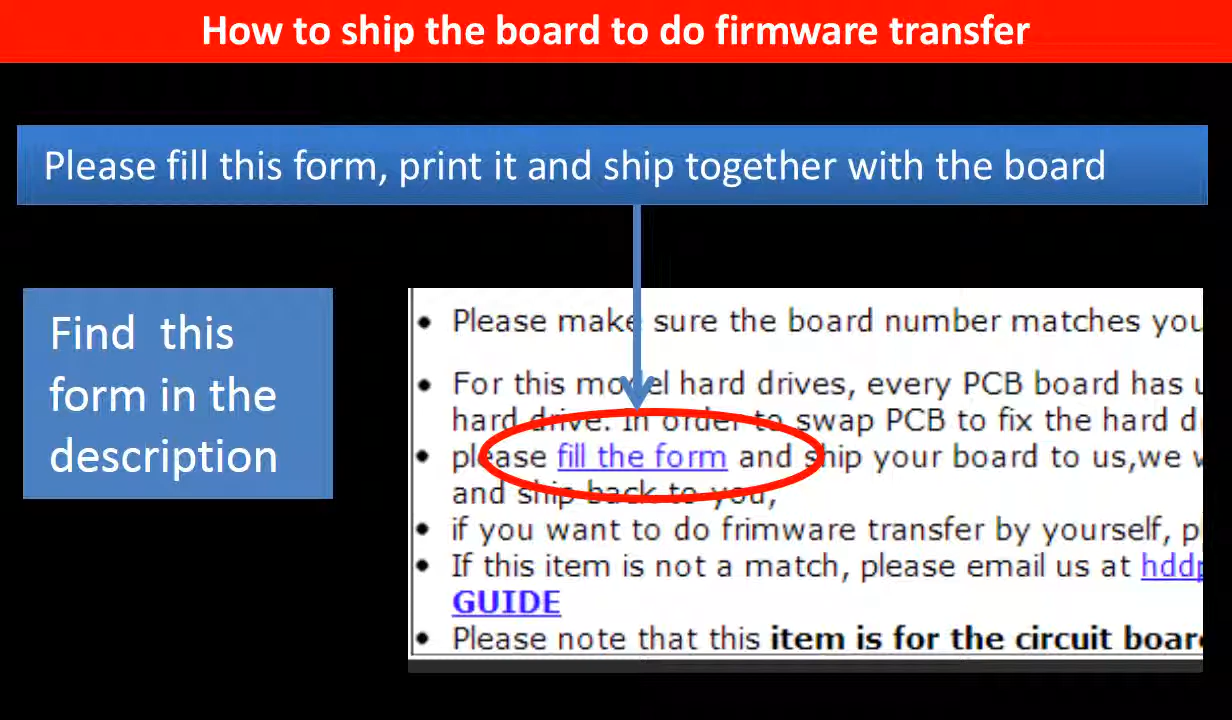 How to ship the board to do firmware transfer
Please fill this form, print it and ship together with the board
Find this
form in the
description
Please make sure the board number matches
For this model hard drives, every PCB board has
hard drive. In order to swap PCB to fix the hard
please fill the form and ship your board to us,we
and ship back to you,
if you want to do frimware transfer by yourself,
If this item is not a match, please email us at
GUIDE
Please note that this item is for the circuit